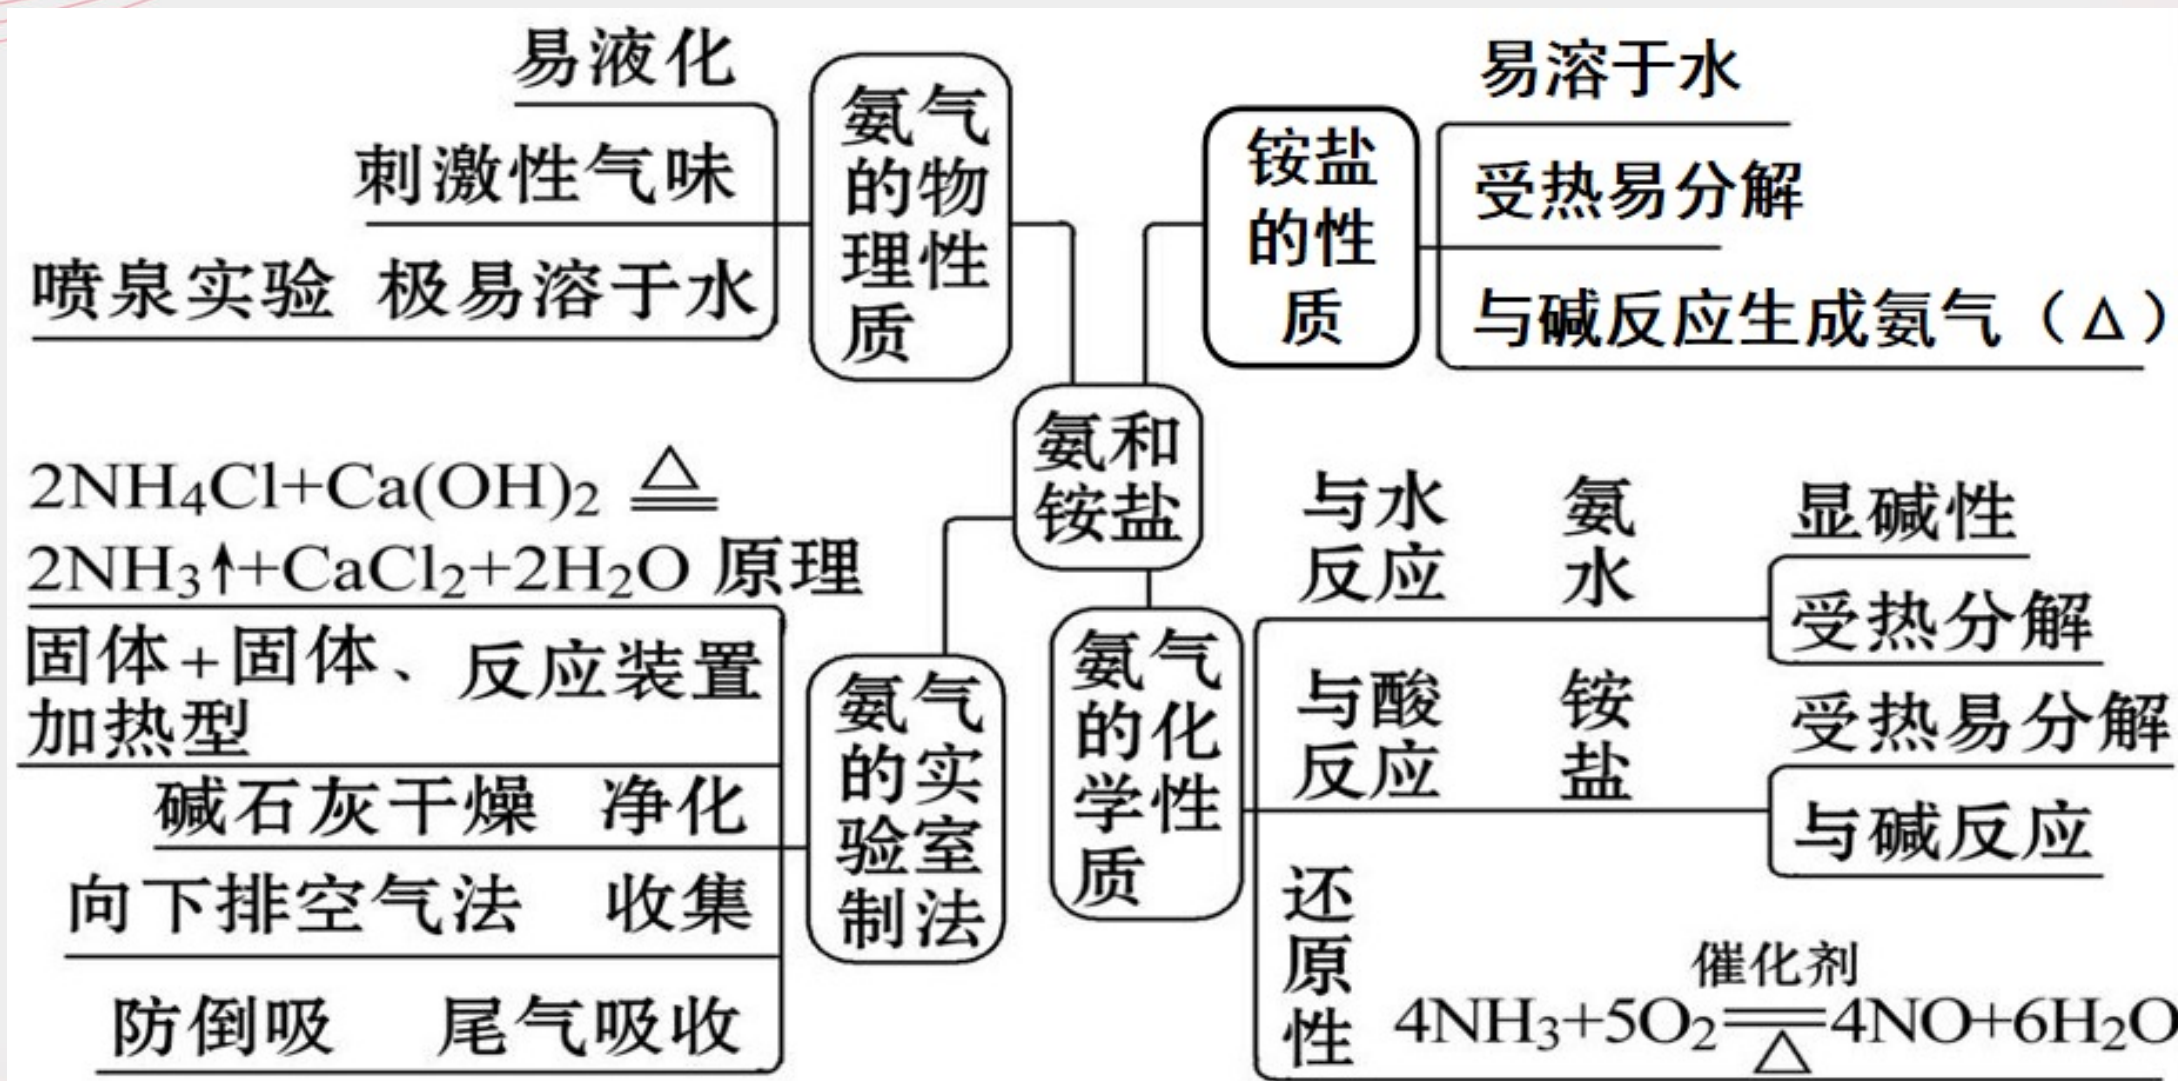 易液化
刺激性气味
喷泉实验 极易溶于水
氨气
的物
理性
质
铵盐
的性
质
易溶于水
受热易分解
与碱反应生成氨气（△）
氨和
铵盐
2NH₄Cl+Ca(OH)₂ ≜
2NH₃↑+CaCl₂+2H₂O 原理
固体+固体、反应装置
加热型
碱石灰干燥 净化
向下排空气法 收集
防倒吸 尾气吸收
氨气
的实
验室
制法
氨气
的化
学性
质
与水 氨
反应 水
显碱性
受热分解
与酸 铵
反应 盐
受热易分解
与碱反应
还
原
性
催化剂
4NH₃+5O₂══4NO+6H₂O
△